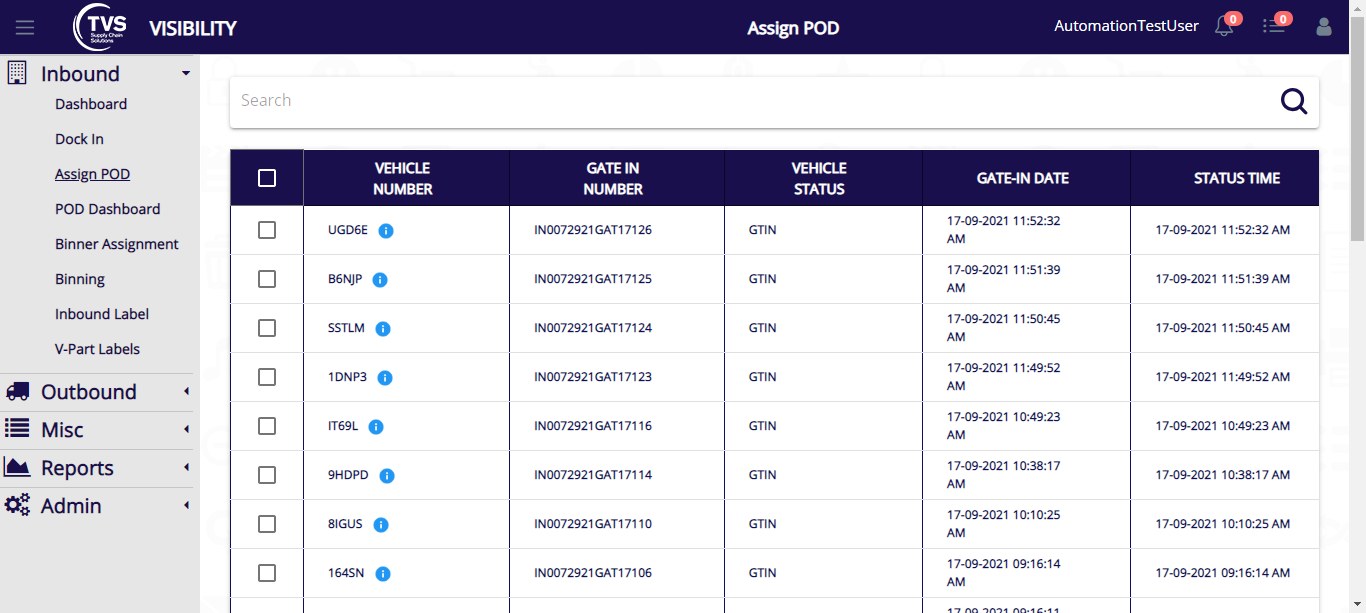 TVS
Supply Chain
Solutions
VISIBILITY
Assign POD
AutomationTestUser
0
0
Inbound
Dashboard
Dock In
Assign POD
POD Dashboard
Binner Assignment
Binning
Inbound Label
V-Part Labels
Outbound
Misc
Reports
Admin
Search
VEHICLE NUMBER GATE IN NUMBER VEHICLE STATUS GATE-IN DATE STATUS TIME
UGD6E IN0072921GAT17126 GTIN 17-09-2021 11:52:32 AM 17-09-2021 11:52:32 AM
B6NJP IN0072921GAT17125 GTIN 17-09-2021 11:51:39 AM 17-09-2021 11:51:39 AM
SSTLM IN0072921GAT17124 GTIN 17-09-2021 11:50:45 AM 17-09-2021 11:50:45 AM
1DNP3 IN0072921GAT17123 GTIN 17-09-2021 11:49:52 AM 17-09-2021 11:49:52 AM
IT69L IN0072921GAT17116 GTIN 17-09-2021 10:49:23 AM 17-09-2021 10:49:23 AM
9HDPD IN0072921GAT17114 GTIN 17-09-2021 10:38:17 AM 17-09-2021 10:38:17 AM
8IGUS IN0072921GAT17110 GTIN 17-09-2021 10:10:25 AM 17-09-2021 10:10:25 AM
164SN IN0072921GAT17106 GTIN 17-09-2021 09:16:14 AM 17-09-2021 09:16:14 AM